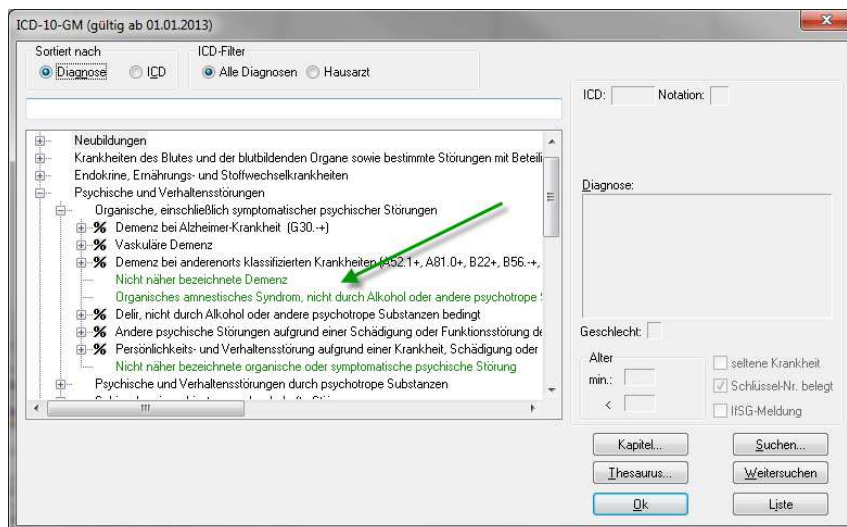 ICD-10-GM (gültig ab 01.01.2013)
Sortiert nach
ICD-Filter
Diagnose
ICD
Alle Diagnosen
Hausarzt
ICD:
Notation:
Neubildungen
Krankheiten des Blutes und der blutbildenden Organe sowie bestimmte Störungen mit Beteili
Endokrine, Ernährungs- und Stoffwechselkrankheiten
Psychische und Verhaltensstörungen
Organische, einschließlich symptomatischer psychischer Störungen
% Demenz bei Alzheimer-Krankheit (G30.-+)
% Vaskuläre Demenz
% Demenz bei anderenorts klassifizierten Krankheiten (A52.1+, A81.0+, B22+, B56.-+,
Nicht näher bezeichnete Demenz
Organisches amnestisches Syndrom, nicht durch Alkohol oder andere psychotrope
% Delir, nicht durch Alkohol oder andere psychotrope Substanzen bedingt
% Andere psychische Störungen aufgrund einer Schädigung oder Funktionsstörung de
% Persönlichkeits- und Verhaltensstörung aufgrund einer Krankheit, Schädigung oder
Nicht näher bezeichnete organische oder symptomatische psychische Störung
Psychische und Verhaltensstörungen durch psychotrope Substanzen
Diagnose:
Geschlecht:
Alter
min.:
<
seltene Krankheit
Schlüssel-Nr. belegt
IfSG-Meldung
Kapitel...
Suchen...
Thesaurus...
Weitersuchen
Ok
Liste